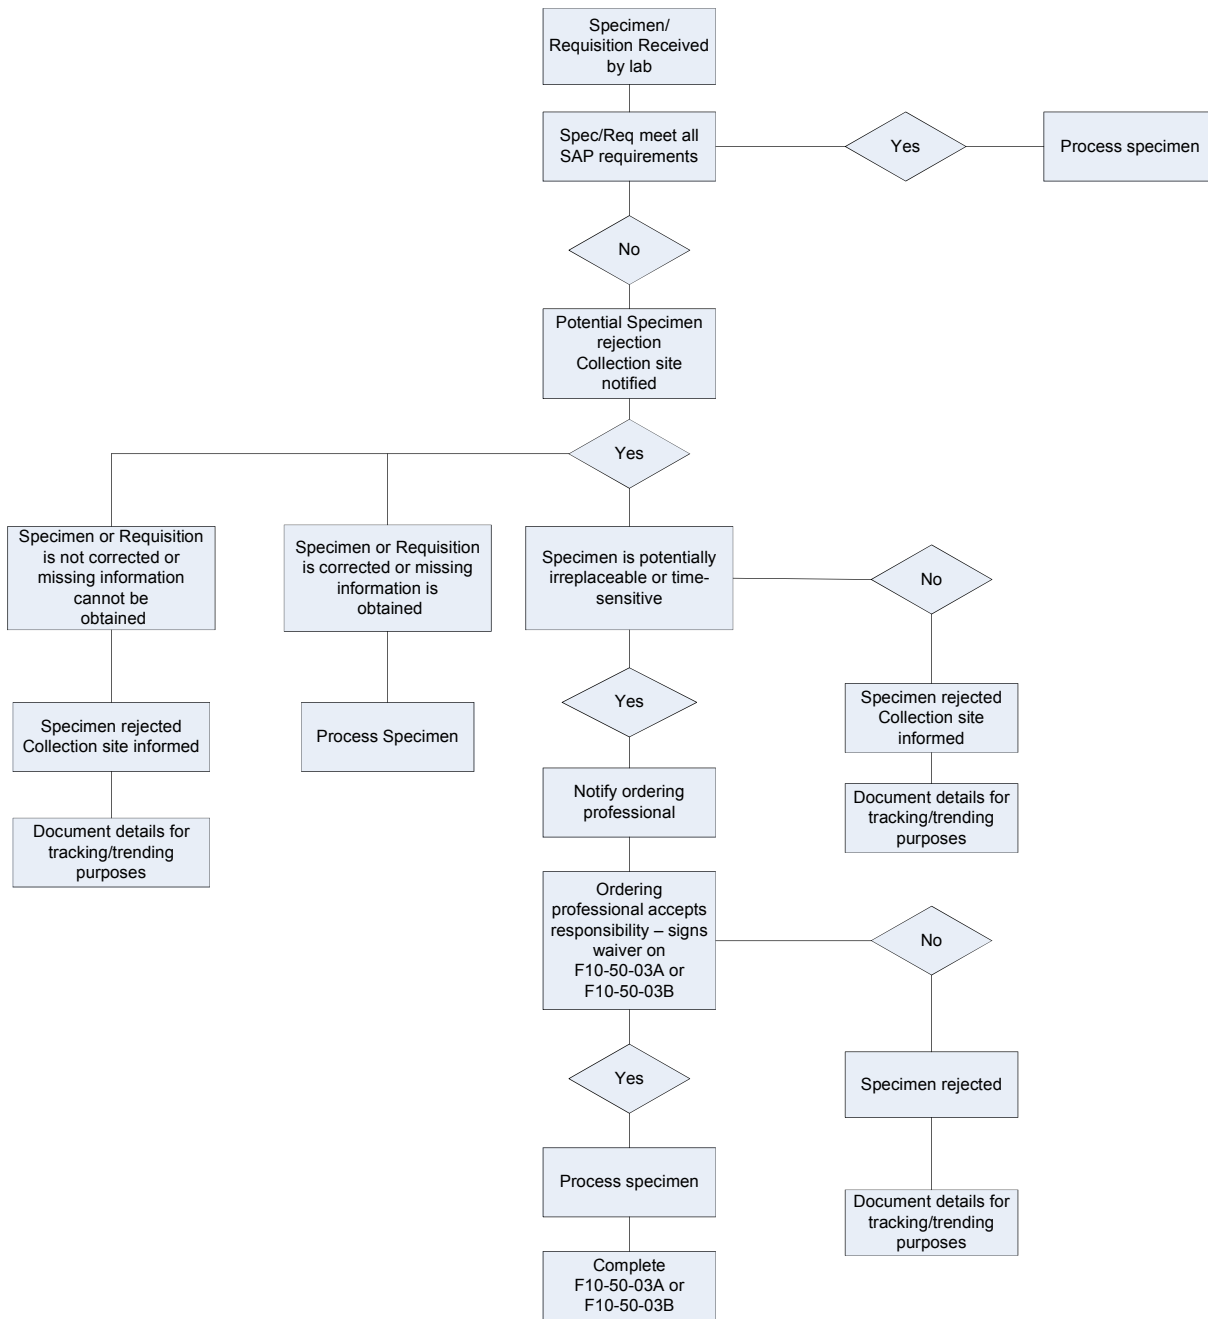 Specimen/
Requisition Received
by lab
Spec/Req meet all
SAP requirements
Yes
Process specimen
No
Potential Specimen
rejection
Collection site
notified
Yes
Specimen or Requisition
is not corrected or
missing information
cannot be
obtained
Specimen or Requisition
is corrected or missing
information is
obtained
Specimen is potentially
irreplaceable or time-
sensitive
No
Specimen rejected
Collection site informed
Process Specimen
Yes
Specimen rejected
Collection site
informed
Document details for
tracking/trending
purposes
Notify ordering
professional
Document details for
tracking/trending
purposes
Ordering
professional accepts
responsibility – signs
waiver on
F10-50-03A or
F10-50-03B
No
Yes
Specimen rejected
Process specimen
Document details for
tracking/trending
purposes
Complete
F10-50-03A or
F10-50-03B